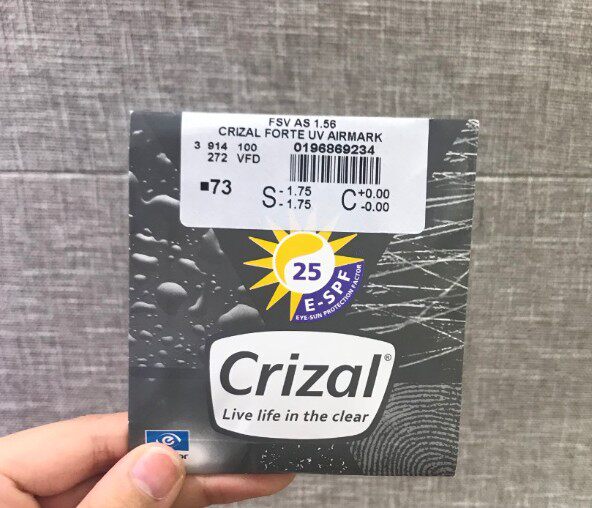 FSV AS 1.56
CRIZAL FORTE UV AIRMARK
3 914 100
272 VFD
0196869234
73
S -1.75
-1.75
C +0.00
-0.00
25
E-SPF
EYE-SUN PROTECTION FACTOR
Crizal®
Live life in the clear